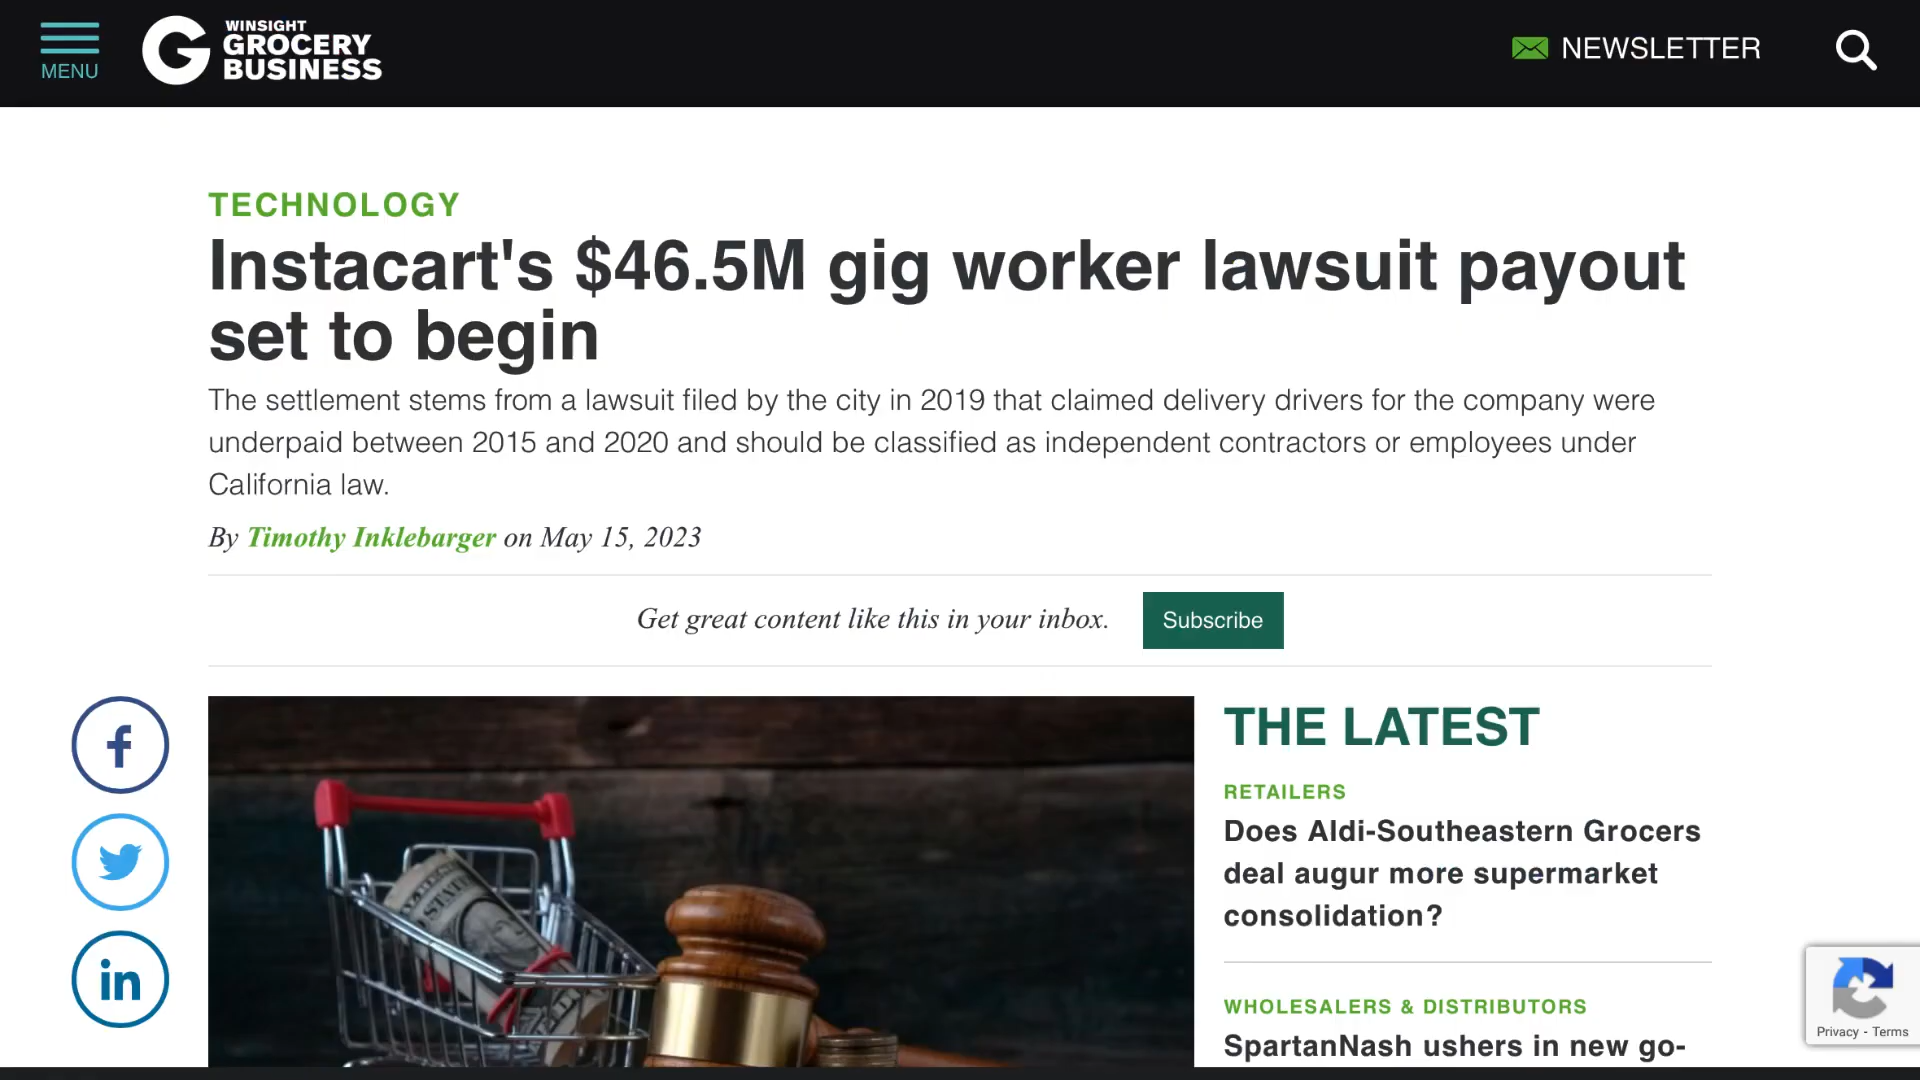 MENU
WINSIGHT
GROCERY
BUSINESS
NEWSLETTER
TECHNOLOGY
Instacart's $46.5M gig worker lawsuit payout
set to begin
The settlement stems from a lawsuit filed by the city in 2019 that claimed delivery drivers for the company were
underpaid between 2015 and 2020 and should be classified as independent contractors or employees under
California law.
By Timothy Inklebarger on May 15, 2023
Get great content like this in your inbox.
Subscribe
THE LATEST
RETAILERS
Does Aldi-Southeastern Grocers
deal augur more supermarket
consolidation?
WHOLESALERS & DISTRIBUTORS
SpartanNash ushers in new go-
Privacy - Terms